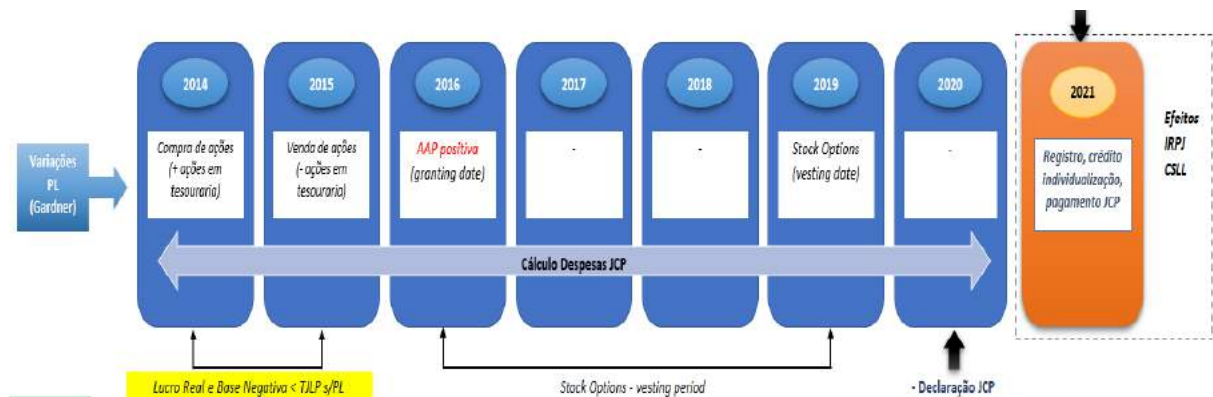 2014
2015
2016
2017
2018
2019
2020
2021
Variações
PL
(Gardner)
Compra de ações
(+ ações em
tesouraria)
Venda de ações
(- ações em
tesouraria)
AAP positiva
(granting date)
-
-
Stock Options
(vesting date)
-
Registro, crédito
individualização,
pagamento JCP
Efeitos
IRPJ
CSLL
Cálculo Despesas JCP
Lucro Real e Base Negativa < TJLP s/PL
Stock Options - vesting period
- Declaração JCP